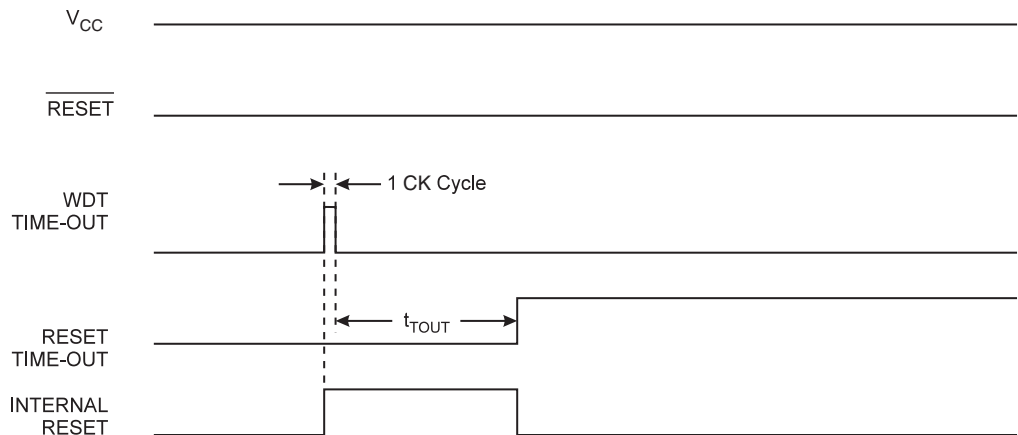 VCC
RESET
1 CK Cycle
WDT
TIME-OUT
tTOUT
RESET
TIME-OUT
INTERNAL
RESET